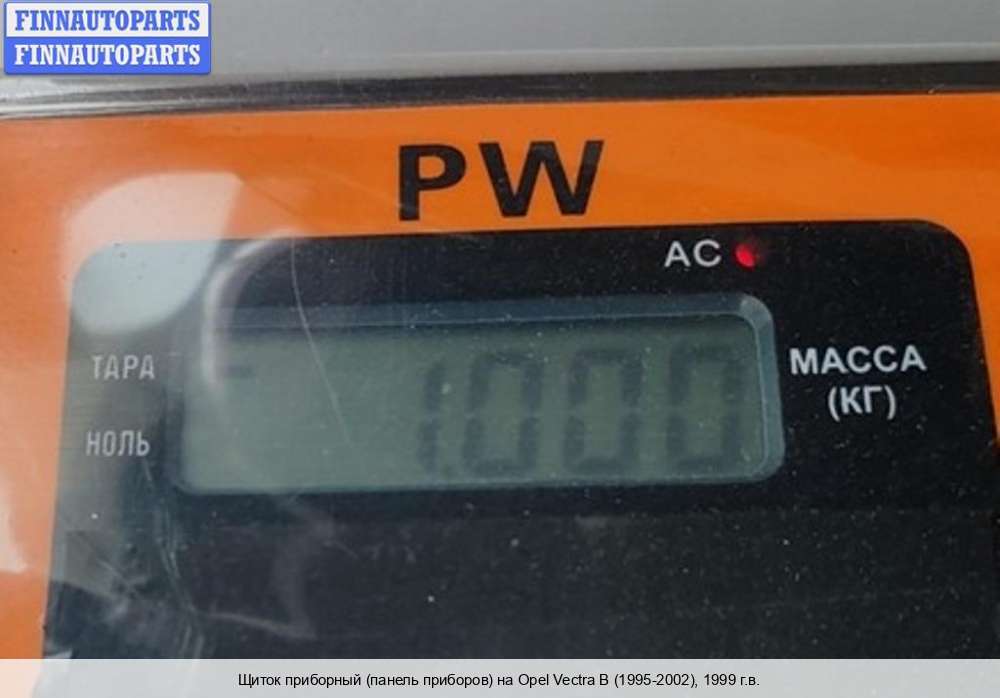 FINNAUTOPARTS
FINNAUTOPARTS
PW
AC
ТАРА
1.000
МАССА
(КГ)
НОЛЬ
Щиток приборный (панель приборов) на Opel Vectra B (1995-2002), 1999 г.в.